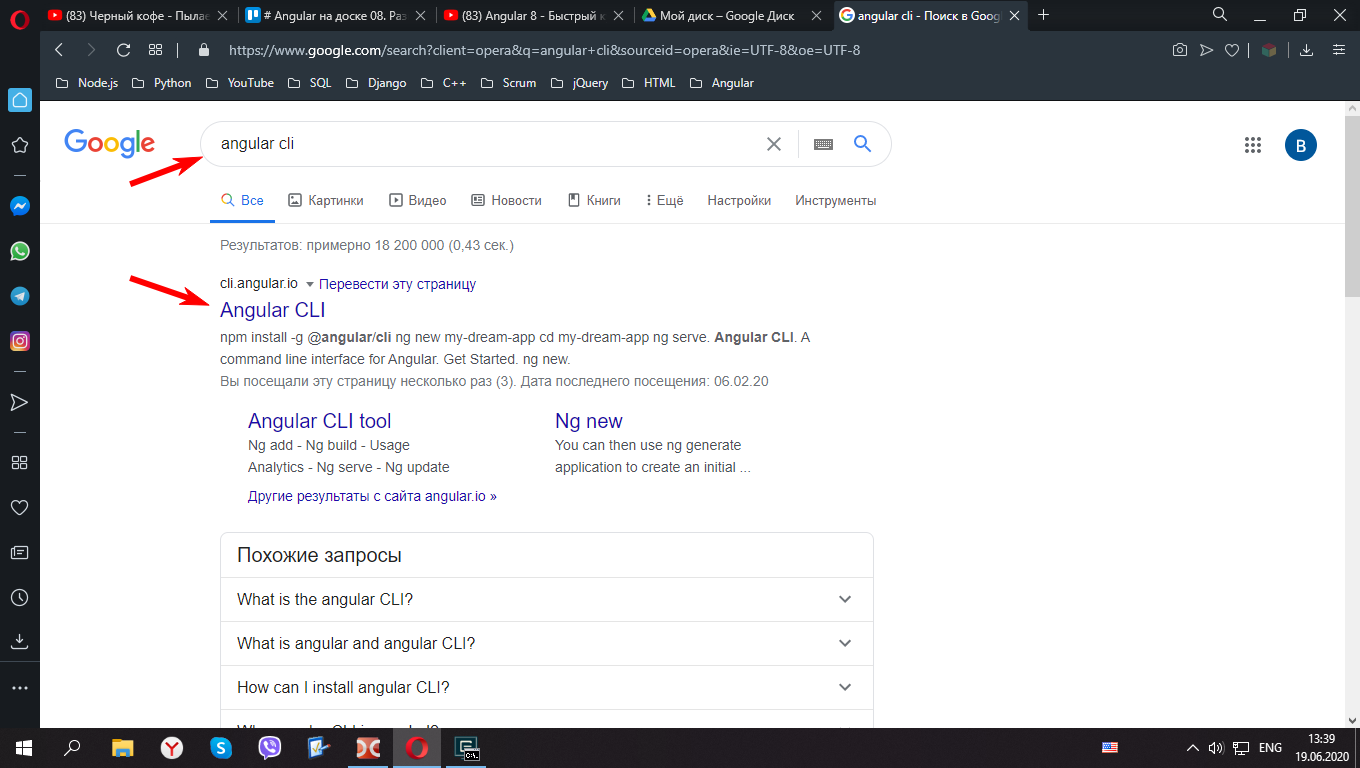 (83) Черный кофе - Пылае
# Angular на доске 08. Раз
(83) Angular 8 - Быстрый к
Мой диск – Google Диск
angular cli - Поиск в Goog
https://www.google.com/search?client=opera&q=angular+cli&sourceid=opera&ie=UTF-8&oe=UTF-8
Node.js Python YouTube SQL Django C++ Scrum jQuery HTML Angular
Google
angular cli
B
Все Картинки Видео Новости Книги Ещё Настройки Инструменты
Результатов: примерно 18 200 000 (0,43 сек.)
cli.angular.io Перевести эту страницу
Angular CLI
npm install -g @angular/cli ng new my-dream-app cd my-dream-app ng serve. Angular CLI. A
command line interface for Angular. Get Started. ng new.
Вы посещали эту страницу несколько раз (3). Дата последнего посещения: 06.02.20
Angular CLI tool
Ng add - Ng build - Usage
Analytics - Ng serve - Ng update
Ng new
You can then use ng generate
application to create an initial ...
Другие результаты с сайта angular.io »
Похожие запросы
What is the angular CLI?
What is angular and angular CLI?
How can I install angular CLI?
ENG
13:39
19.06.2020